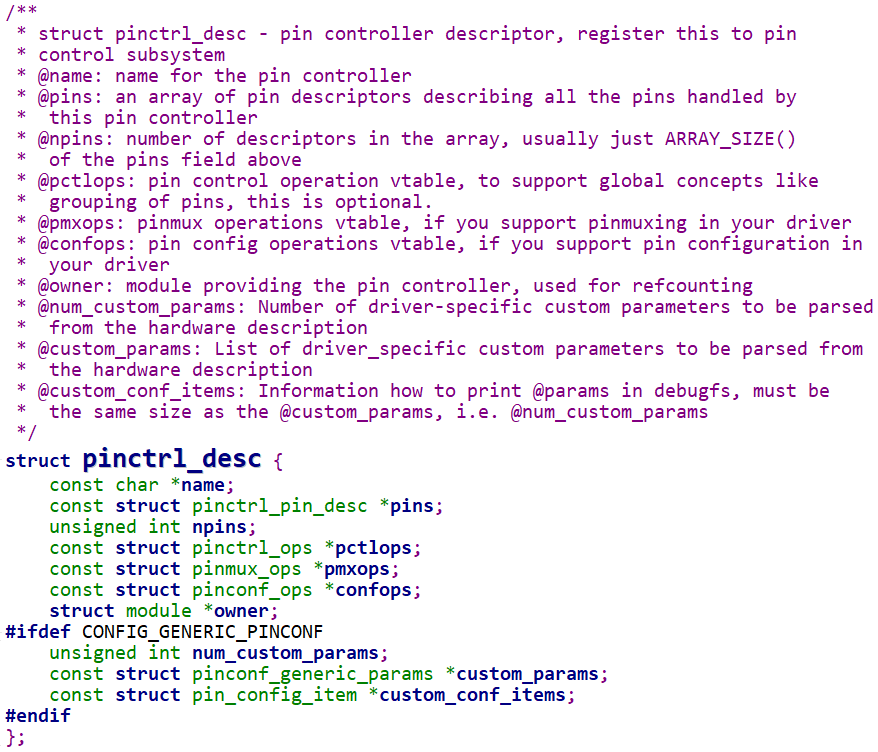 /**
 * struct pinctrl_desc - pin controller descriptor, register this to pin
 * control subsystem
 * @name: name for the pin controller
 * @pins: an array of pin descriptors describing all the pins handled by
 *  this pin controller
 * @npins: number of descriptors in the array, usually just ARRAY_SIZE()
 *  of the pins field above
 * @pctlops: pin control operation vtable, to support global concepts like
 *  grouping of pins, this is optional.
 * @pmxops: pinmux operations vtable, if you support pinmuxing in your driver
 * @confops: pin config operations vtable, if you support pin configuration in
 *  your driver
 * @owner: module providing the pin controller, used for refcounting
 * @num_custom_params: Number of driver-specific custom parameters to be parsed
 *  from the hardware description
 * @custom_params: List of driver_specific custom parameters to be parsed from
 *  the hardware description
 * @custom_conf_items: Information how to print @params in debugfs, must be
 *  the same size as the @custom_params, i.e. @num_custom_params
 */
struct pinctrl_desc {
    const char *name;
    const struct pinctrl_pin_desc *pins;
    unsigned int npins;
    const struct pinctrl_ops *pctlops;
    const struct pinmux_ops *pmxops;
    const struct pinconf_ops *confops;
    struct module *owner;
#ifdef CONFIG_GENERIC_PINCONF
    unsigned int num_custom_params;
    const struct pinconf_generic_params *custom_params;
    const struct pin_config_item *custom_conf_items;
#endif
};